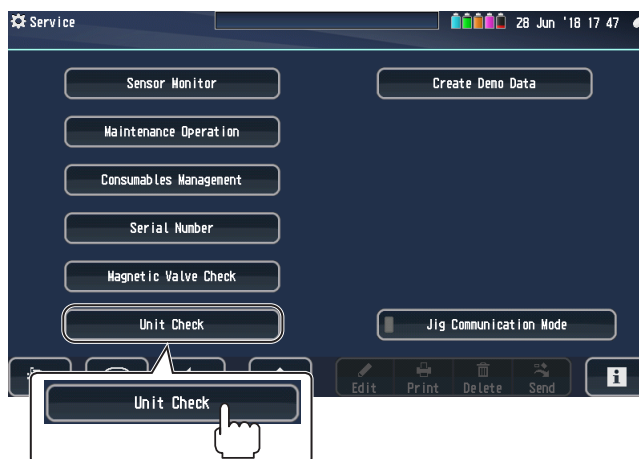 Service
28 Jun '18 17 47
Sensor Monitor
Create Demo Data
Maintenance Operation
Consumables Management
Serial Number
Magnetic Valve Check
Unit Check
Jig Communication Mode
Edit Print Delete Send
Unit Check